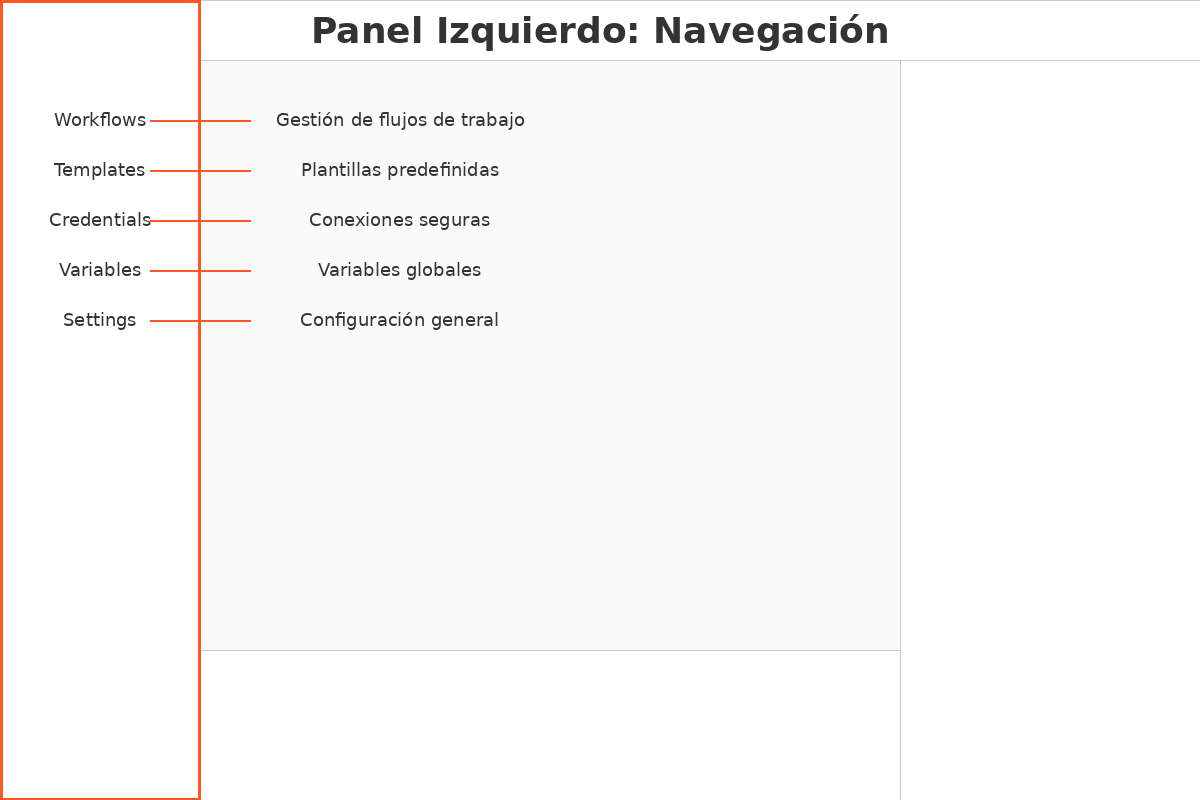 Panel Izquierdo: Navegación
Workflows Gestión de flujos de trabajo
Templates Plantillas predefinidas
Credentials Conexiones seguras
Variables Variables globales
Settings Configuración general